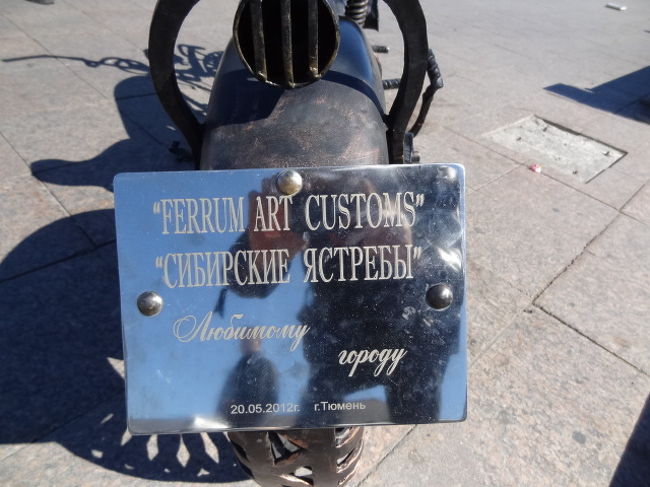 "FERRUM ART CUSTOMS"
"СИБИРСКИЕ ЯСТРЕБЫ"
Любимому
городу
20.05.2012г. г.Тюмень